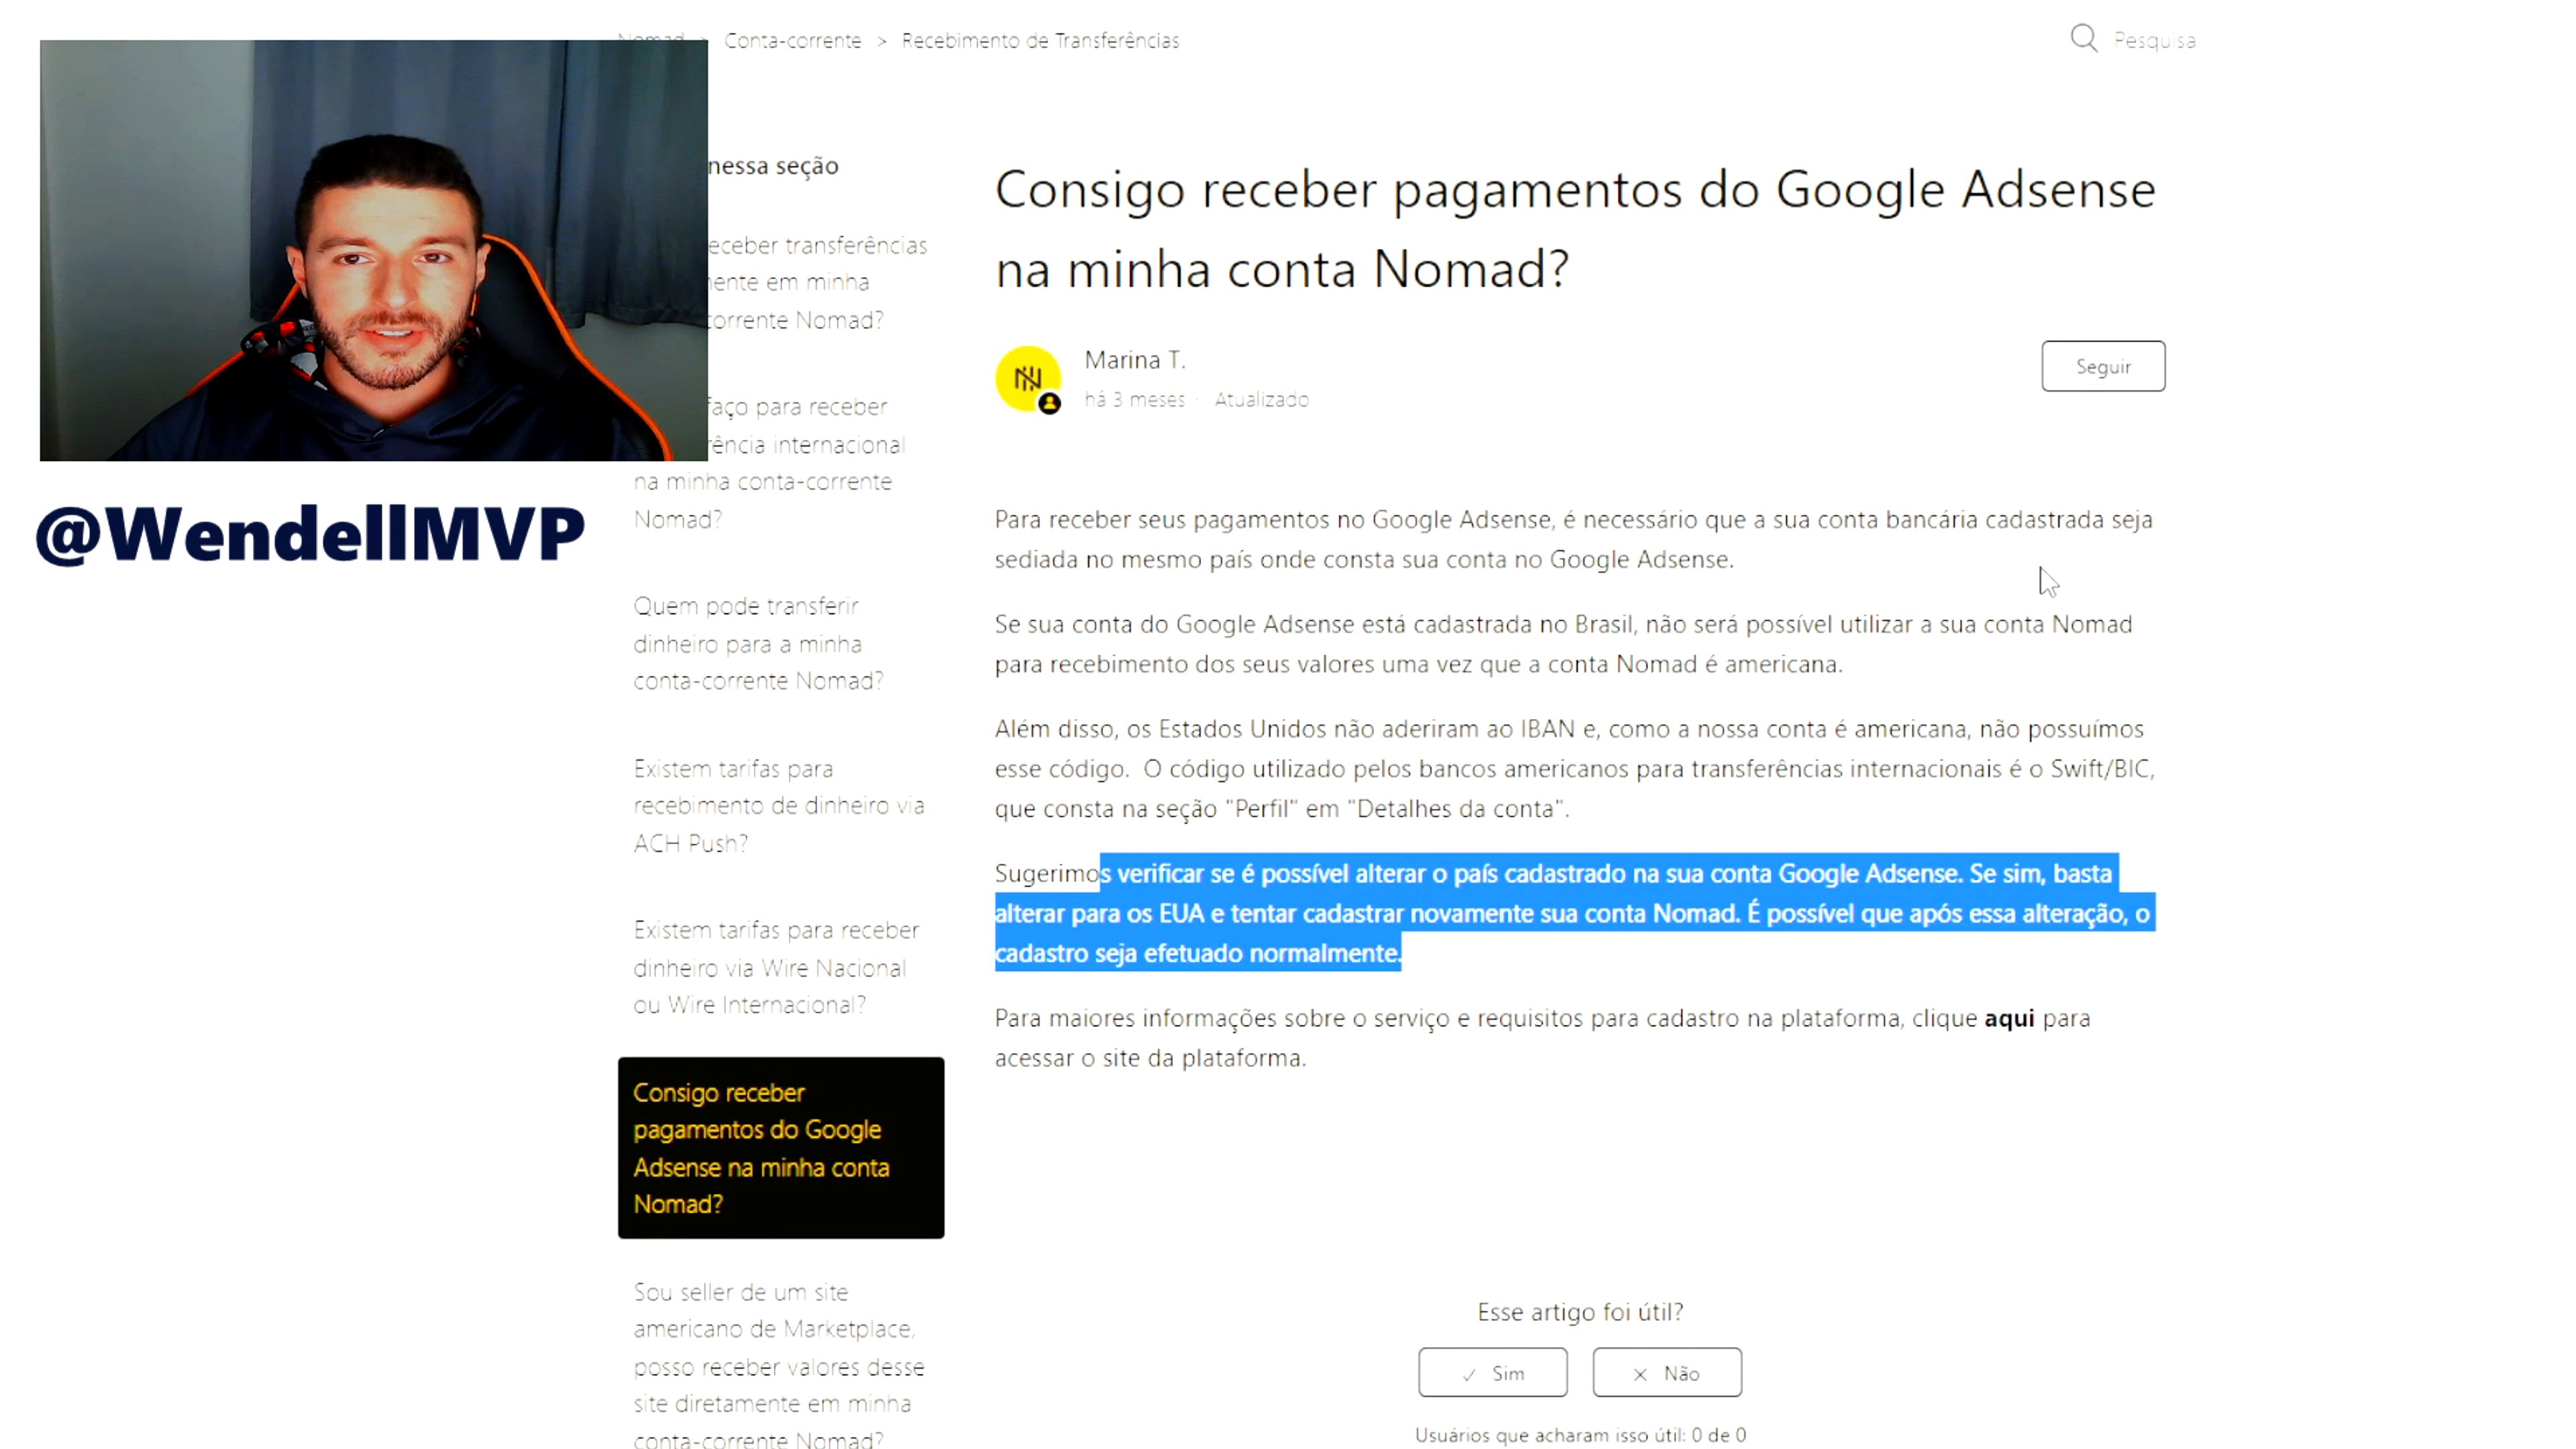 Conta-corrente > Recebimento de Transferências
Pesquisa
nessa seção
eceber transferências
ente em minha
corrente Nomad?
faço para receber
rência internacional
na minha conta-corrente
Nomad?
@WendellMVP
Quem pode transferir
dinheiro para a minha
conta-corrente Nomad?
Existem tarifas para
recebimento de dinheiro via
ACH Push?
Existem tarifas para receber
dinheiro via Wire Nacional
ou Wire Internacional?
Consigo receber
pagamentos do Google
Adsense na minha conta
Nomad?
Sou seller de um site
americano de Marketplace,
posso receber valores desse
site diretamente em minha
conta-corrente Nomad?
Consigo receber pagamentos do Google Adsense
na minha conta Nomad?
Marina T.
há 3 meses · Atualizado
Seguir
Para receber seus pagamentos no Google Adsense, é necessário que a sua conta bancária cadastrada seja
sediada no mesmo país onde consta sua conta no Google Adsense.
Se sua conta do Google Adsense está cadastrada no Brasil, não será possível utilizar a sua conta Nomad
para recebimento dos seus valores uma vez que a conta Nomad é americana.
Além disso, os Estados Unidos não aderiram ao IBAN e, como a nossa conta é americana, não possuímos
esse código. O código utilizado pelos bancos americanos para transferências internacionais é o Swift/BIC,
que consta na seção "Perfil" em "Detalhes da conta".
Sugerimos verificar se é possível alterar o país cadastrado na sua conta Google Adsense. Se sim, basta
alterar para os EUA e tentar cadastrar novamente sua conta Nomad. É possível que após essa alteração, o
cadastro seja efetuado normalmente.
Para maiores informações sobre o serviço e requisitos para cadastro na plataforma, clique aqui para
acessar o site da plataforma.
Esse artigo foi útil?
Sim
Não
Usuários que acharam isso útil: 0 de 0